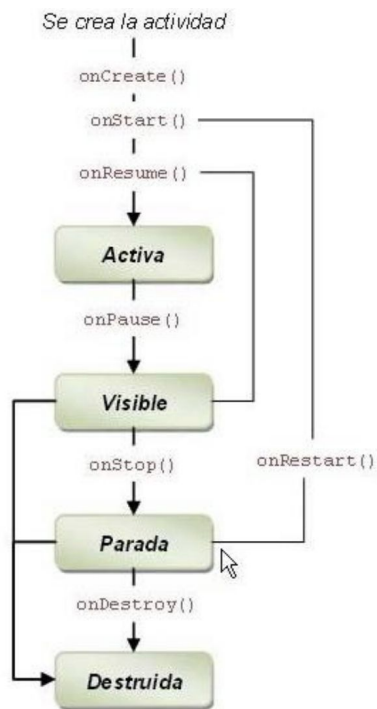 Se crea la actividad
onCreate()
onStart()
onResume()
Activa
onPause()
Visible
onStop()
onRestart()
Parada
onDestroy()
Destruida